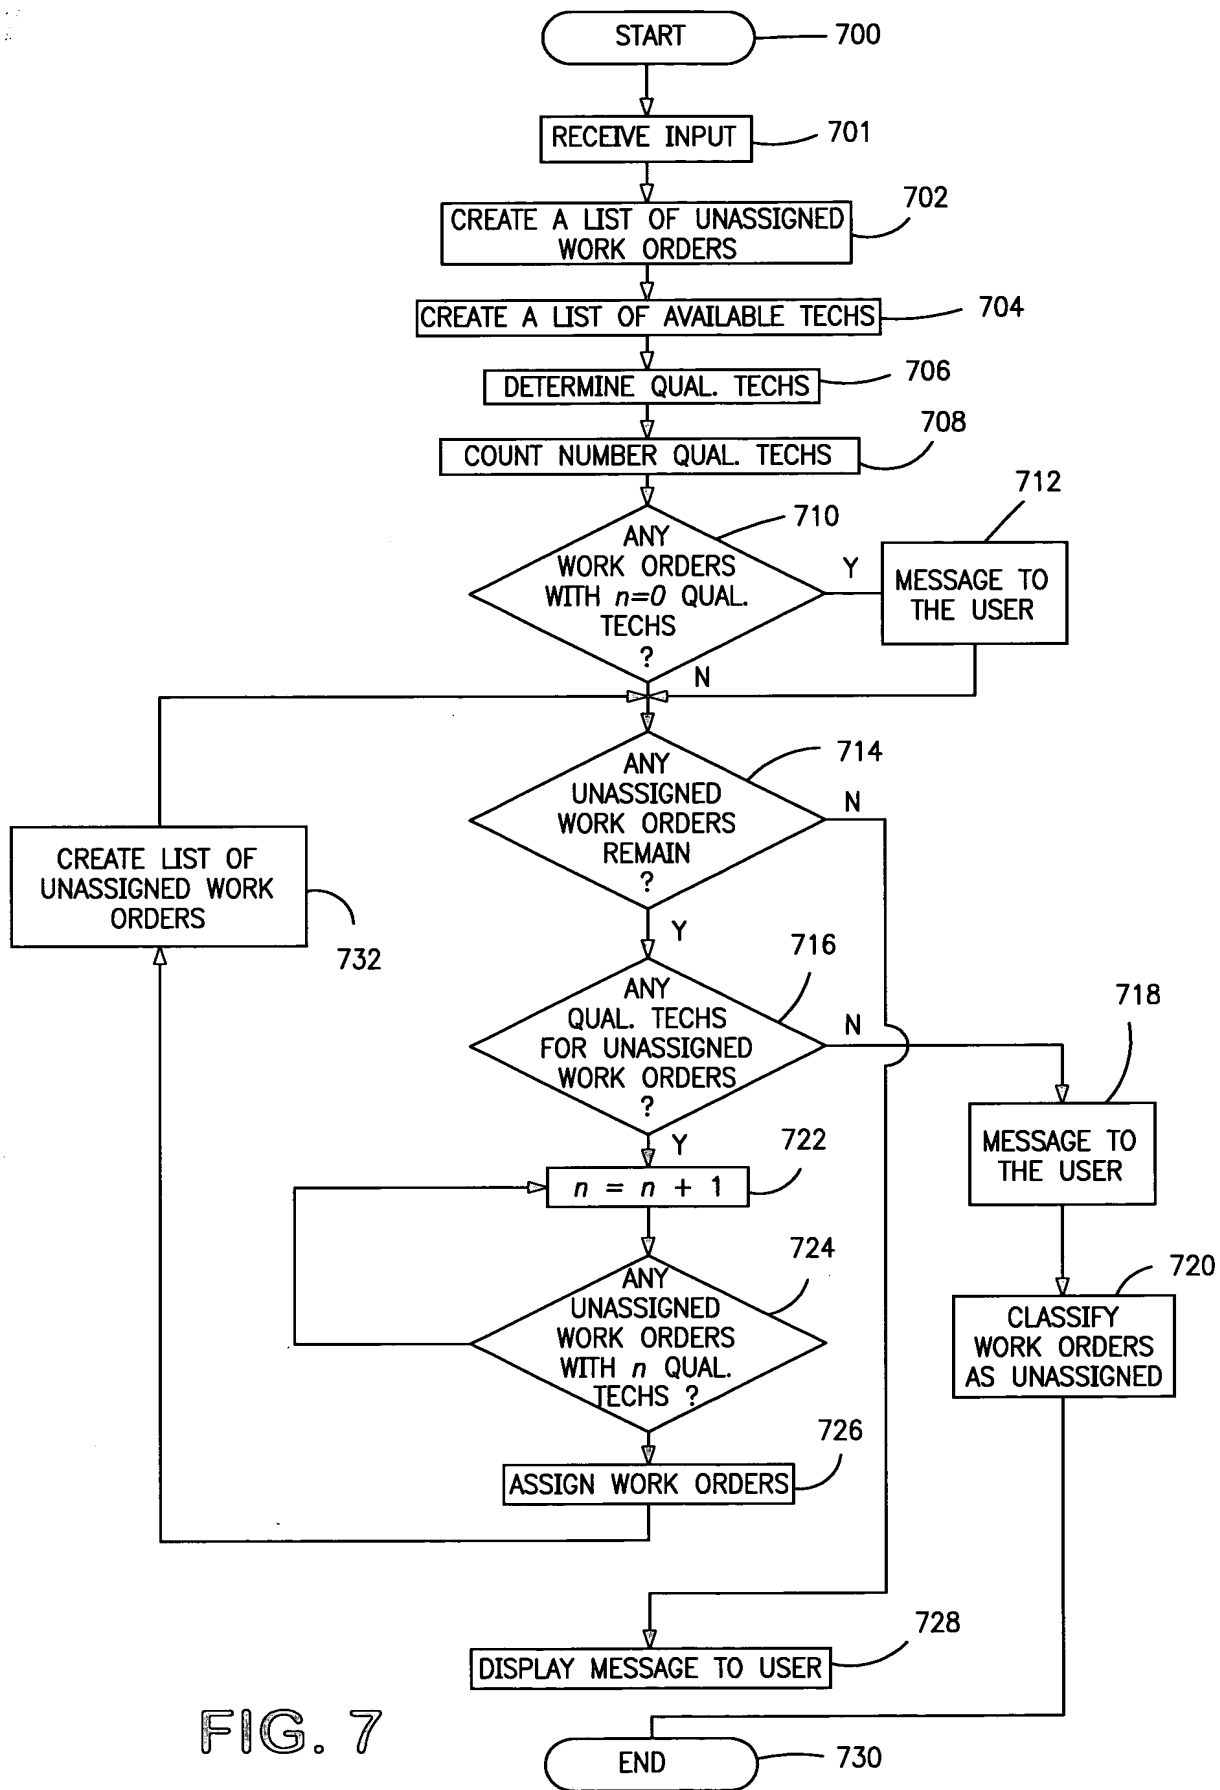 START
700
RECEIVE INPUT
701
702
CREATE A LIST OF UNASSIGNED
WORK ORDERS
CREATE A LIST OF AVAILABLE TECHS
704
DETERMINE QUAL. TECHS
706
708
COUNT NUMBER QUAL. TECHS
712
710
ANY
WORK ORDERS
WITH n=0 QUAL.
TECHS
?
Y
MESSAGE TO
THE USER
N
714
ANY
UNASSIGNED
WORK ORDERS
REMAIN
?
N
CREATE LIST OF
UNASSIGNED WORK
ORDERS
732
Y
716
ANY
QUAL. TECHS
FOR UNASSIGNED
WORK ORDERS
?
N
718
MESSAGE TO
THE USER
Y
722
n = n + 1
724
ANY
UNASSIGNED
WORK ORDERS
WITH n QUAL.
TECHS ?
720
CLASSIFY
WORK ORDERS
AS UNASSIGNED
726
ASSIGN WORK ORDERS
728
DISPLAY MESSAGE TO USER
FIG. 7
END
730